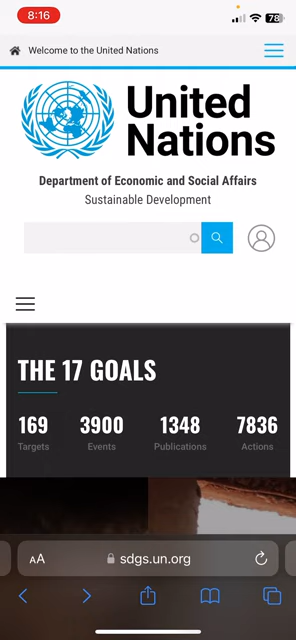 8:16
78
Welcome to the United Nations
United
Nations
Department of Economic and Social Affairs
Sustainable Development
THE 17 GOALS
169 3900 1348 7836
Targets Events Publications Actions
AA sdgs.un.org